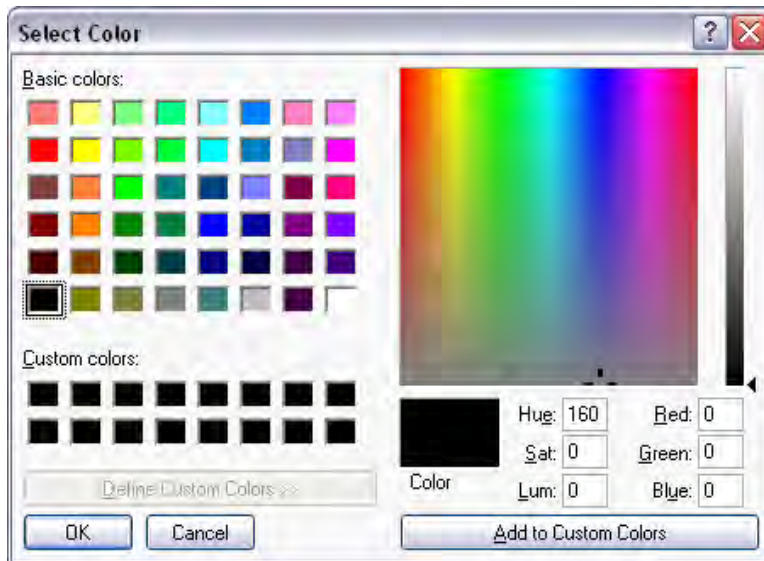 Select Color
Basic colors:
Custom colors:
Define Custom Colors >>
OK Cancel
Color
Hue: 160 Red: 0
Sat: 0 Green: 0
Lum: 0 Blue: 0
Add to Custom Colors